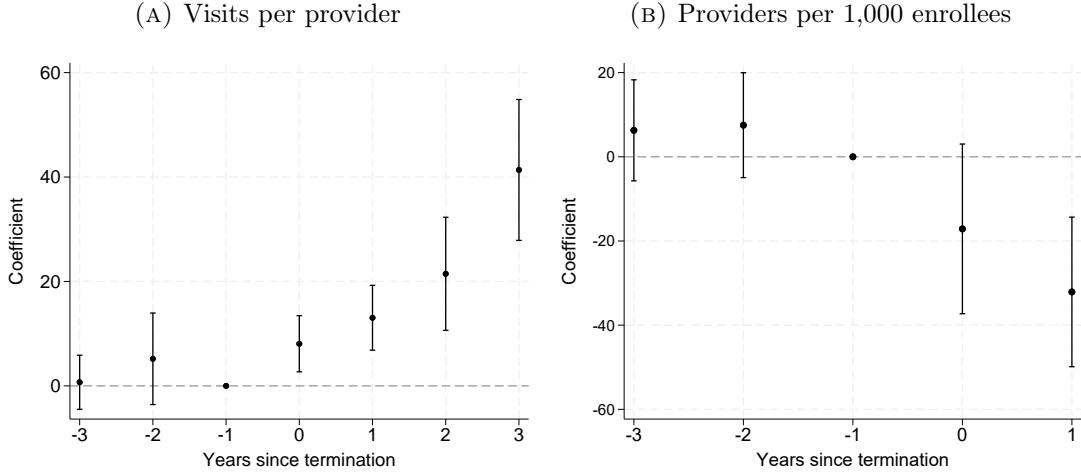 (A) Visits per provider
60
40
20
0
Coefficient
-3 -2 -1 0 1 2 3
Years since termination
(B) Providers per 1,000 enrollees
20
0
-20
-40
-60
Coefficient
-3 -2 -1 0 1
Years since termination